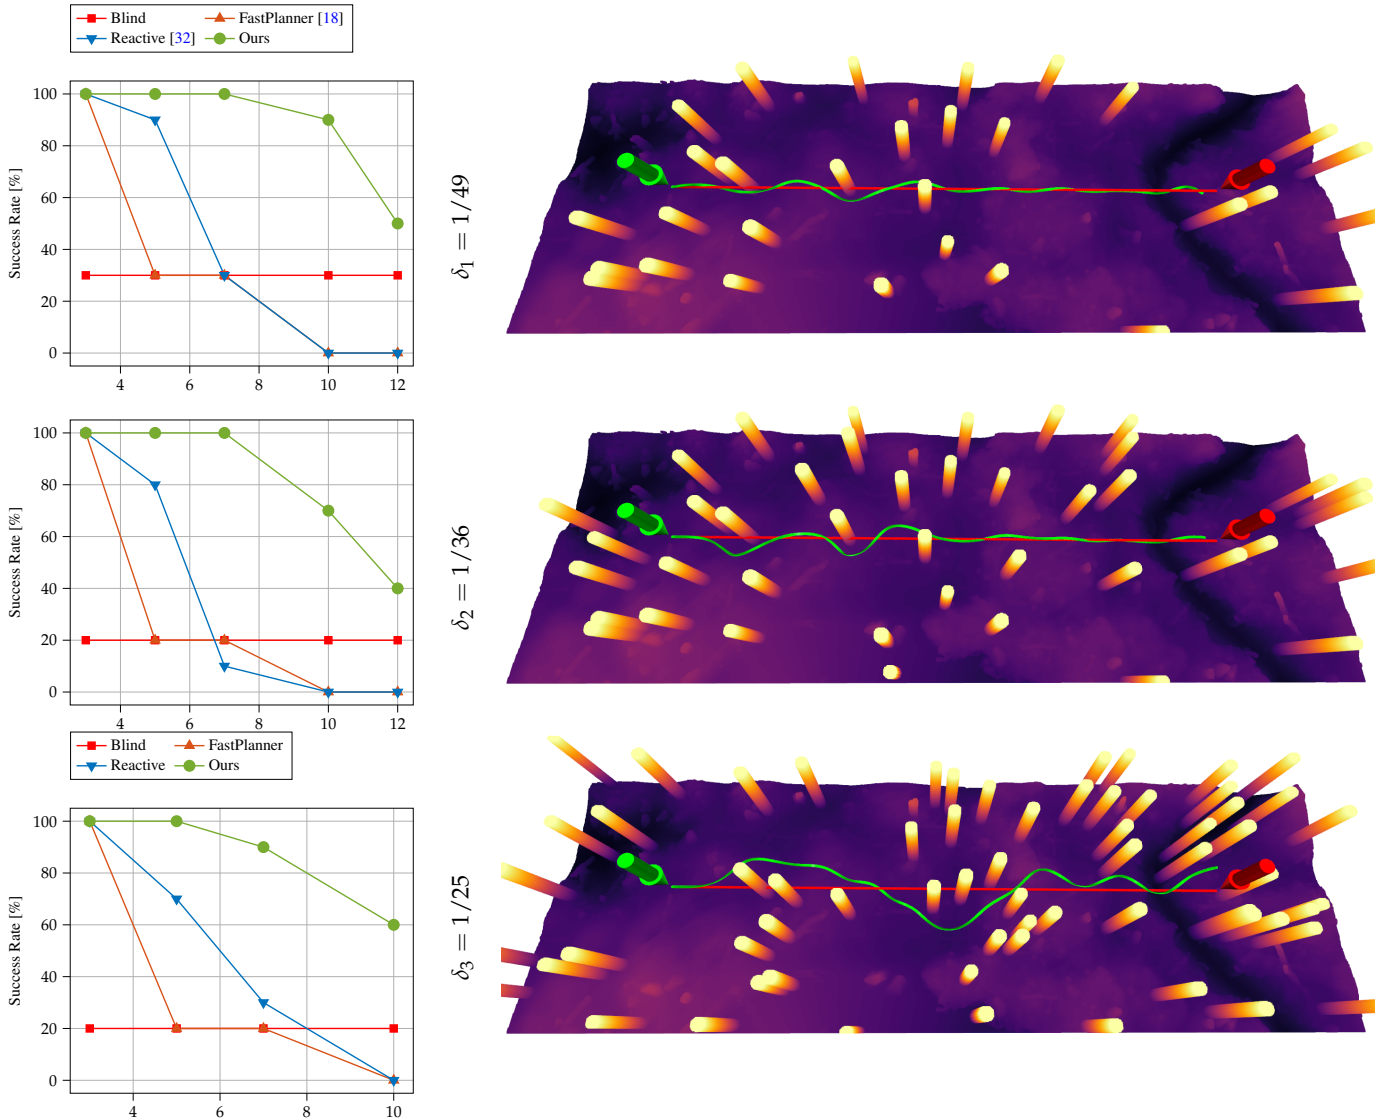 Blind FastPlanner [18]
Reactive [32] Ours
100
80
60
40
20
0
Success Rate [%]
4 6 8 10 12
δ1 = 1/49
100
80
60
40
20
0
Success Rate [%]
4 6 8 10 12
δ2 = 1/36
Blind FastPlanner
Reactive Ours
100
80
60
40
20
0
Success Rate [%]
4 6 8 10
δ3 = 1/25